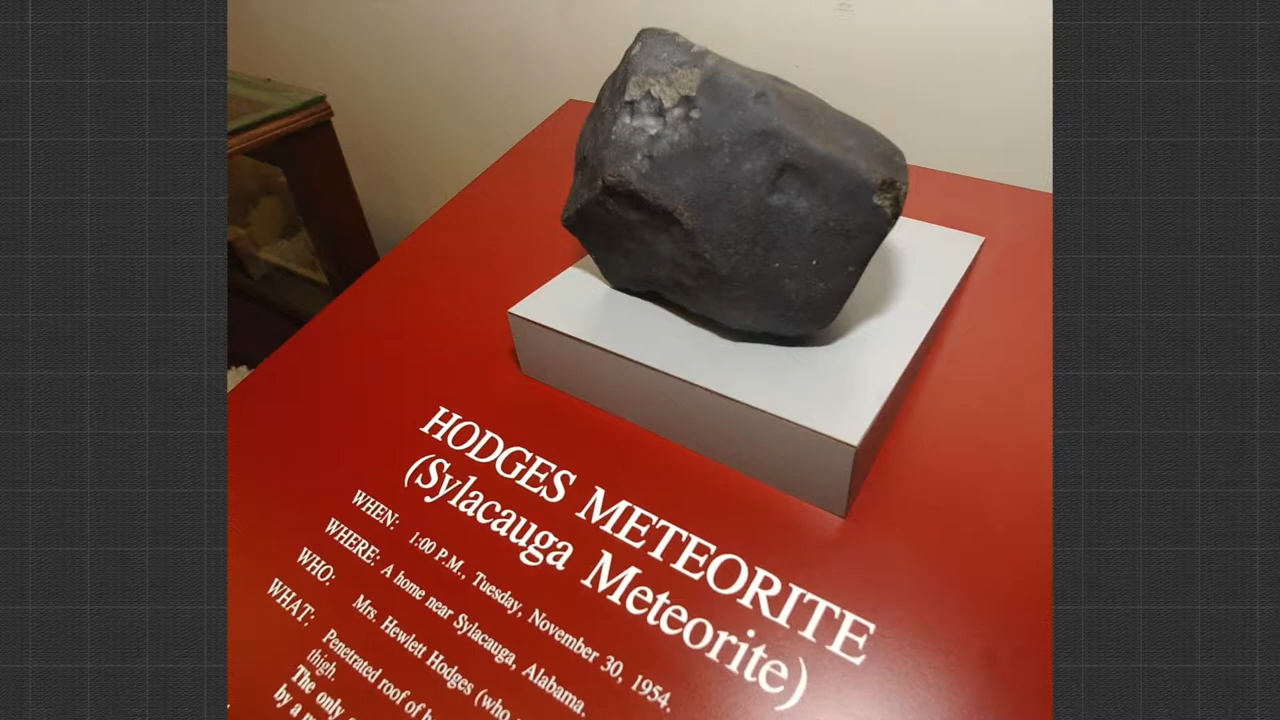 HODGES METEORITE
(Sylacauga Meteorite)
WHEN: 1:00 P.M., Tuesday, November 30, 1954.
WHERE: A home near Sylacauga, Alabama.
WHO: Mrs. Hewlett Hodges (who
WHAT: Penetrated roof of
thigh.
The only
by a